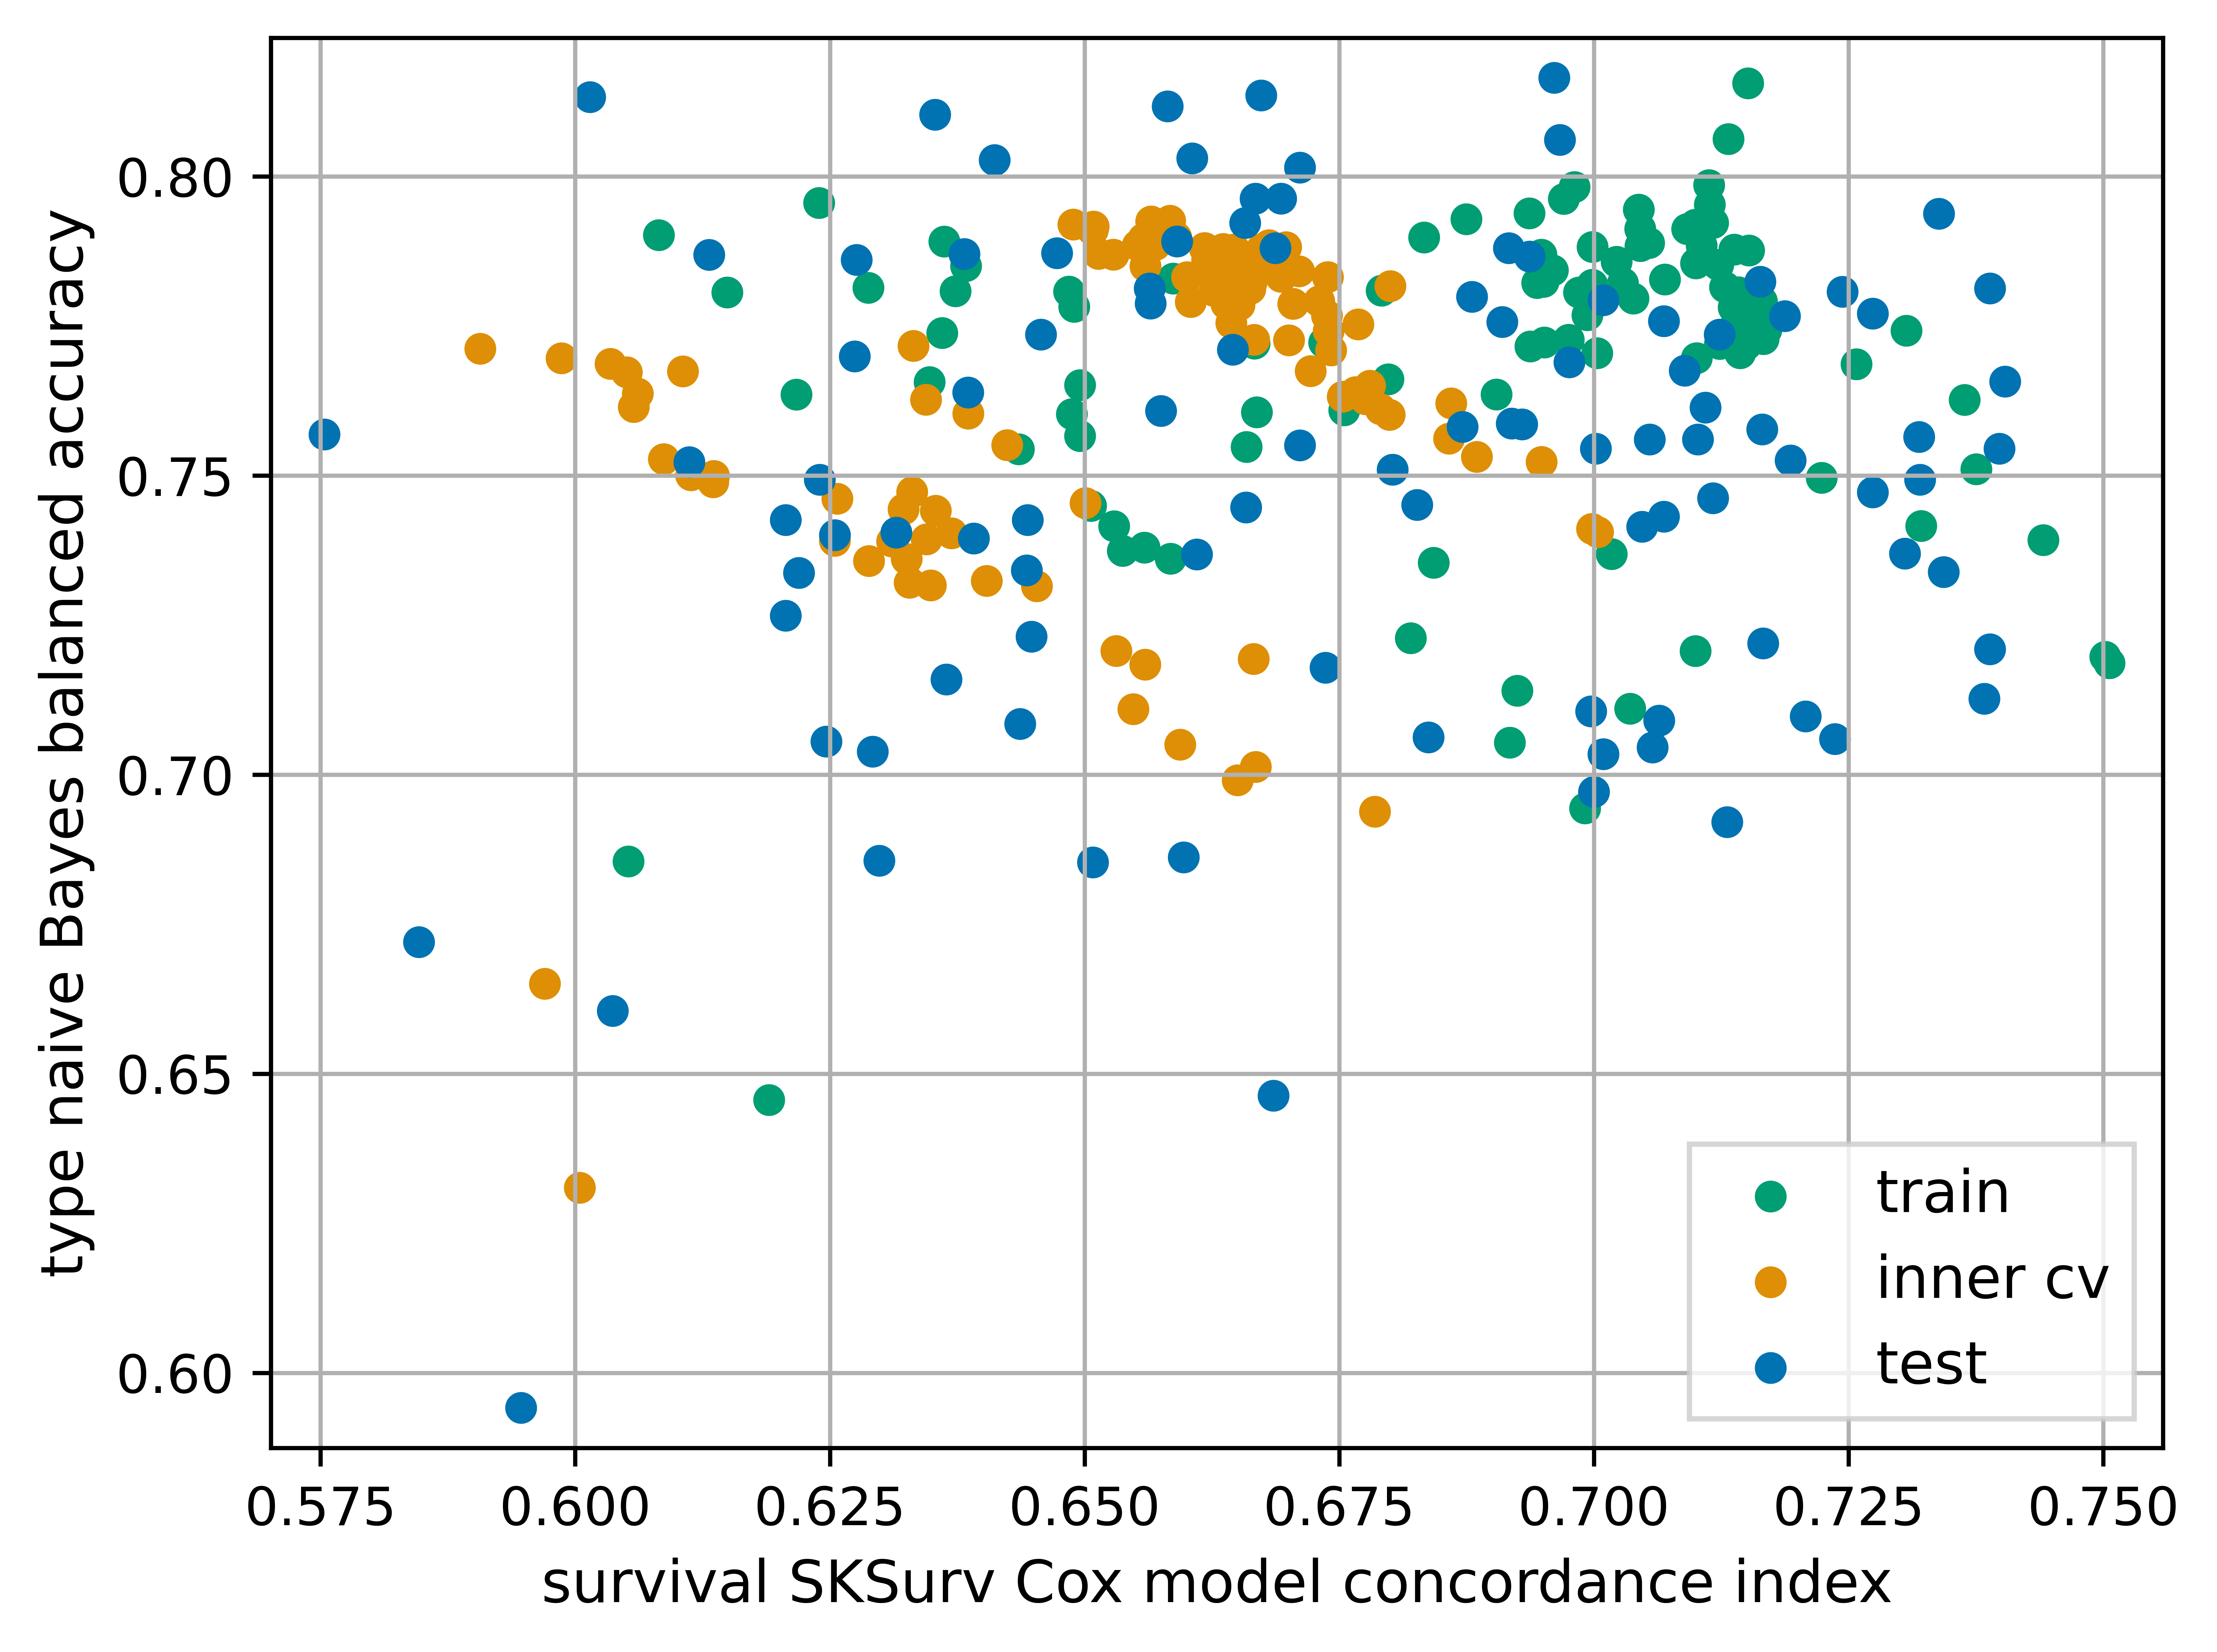 type naive Bayes balanced accuracy
0.80
0.75
0.70
0.65
0.60
train
inner cv
test
0.575 0.600 0.625 0.650 0.675 0.700 0.725 0.750
survival SKSurv Cox model concordance index